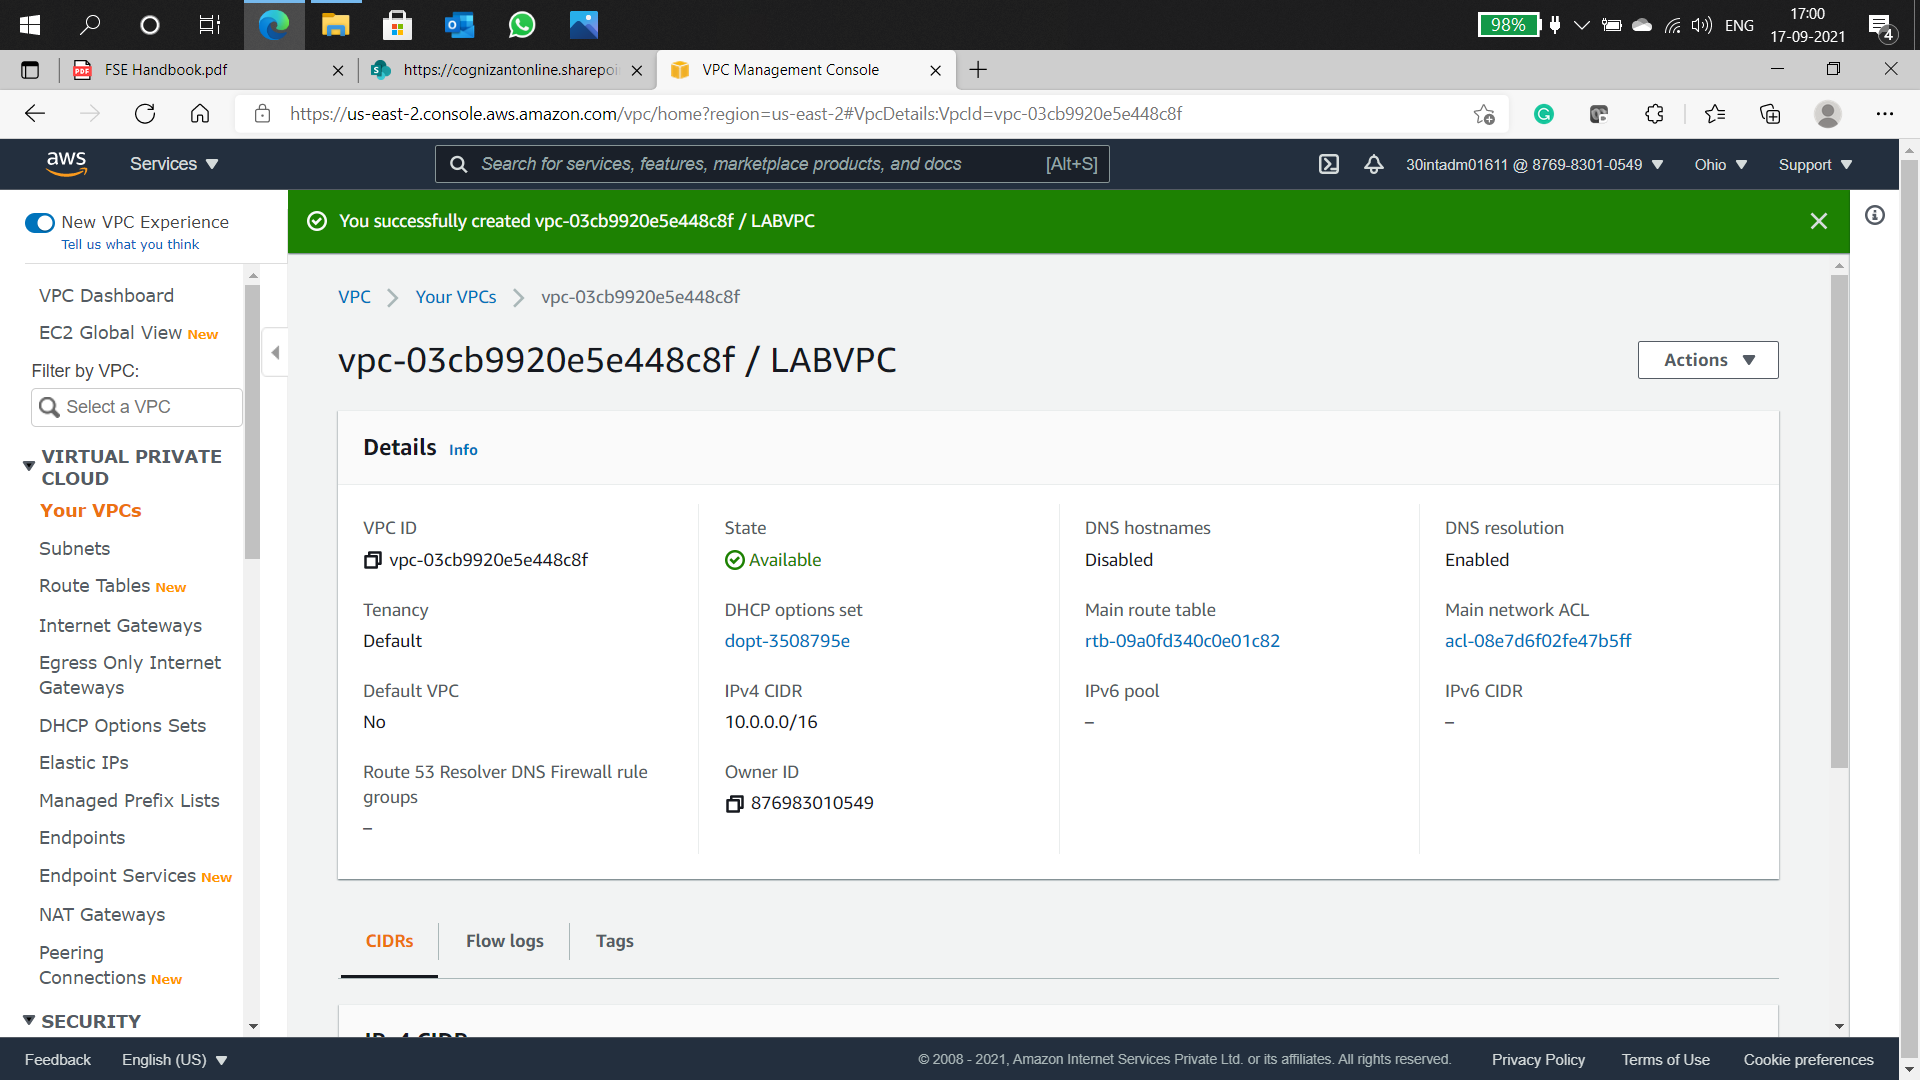 98%
ENG
17:00
17-09-2021
4
FSE Handbook.pdf
https://cognizantonline.sharepoi
VPC Management Console
https://us-east-2.console.aws.amazon.com/vpc/home?region=us-east-2#VpcDetails:VpcId=vpc-03cb9920e5e448c8f
aws
Services
Search for services, features, marketplace products, and docs
[Alt+S]
30intadm01611 @ 8769-8301-0549
Ohio
Support
New VPC Experience
Tell us what you think
You successfully created vpc-03cb9920e5e448c8f / LABVPC
VPC Dashboard
EC2 Global View New
Filter by VPC:
Select a VPC
VIRTUAL PRIVATE
CLOUD
Your VPCs
Subnets
Route Tables New
Internet Gateways
Egress Only Internet
Gateways
DHCP Options Sets
Elastic IPs
Managed Prefix Lists
Endpoints
Endpoint Services New
NAT Gateways
Peering
Connections New
SECURITY
VPC
Your VPCs
vpc-03cb9920e5e448c8f
vpc-03cb9920e5e448c8f / LABVPC
Actions
Details Info
VPC ID
vpc-03cb9920e5e448c8f
State
Available
DNS hostnames
Disabled
DNS resolution
Enabled
Tenancy
Default
DHCP options set
dopt-3508795e
Main route table
rtb-09a0fd340c0e01c82
Main network ACL
acl-08e7d6f02fe47b5ff
Default VPC
No
IPv4 CIDR
10.0.0.0/16
IPv6 pool
–
IPv6 CIDR
–
Route 53 Resolver DNS Firewall rule
groups
–
Owner ID
876983010549
CIDRs
Flow logs
Tags
IPv4 CIDR
Feedback
English (US)
© 2008 - 2021, Amazon Internet Services Private Ltd. or its affiliates. All rights reserved.
Privacy Policy
Terms of Use
Cookie preferences